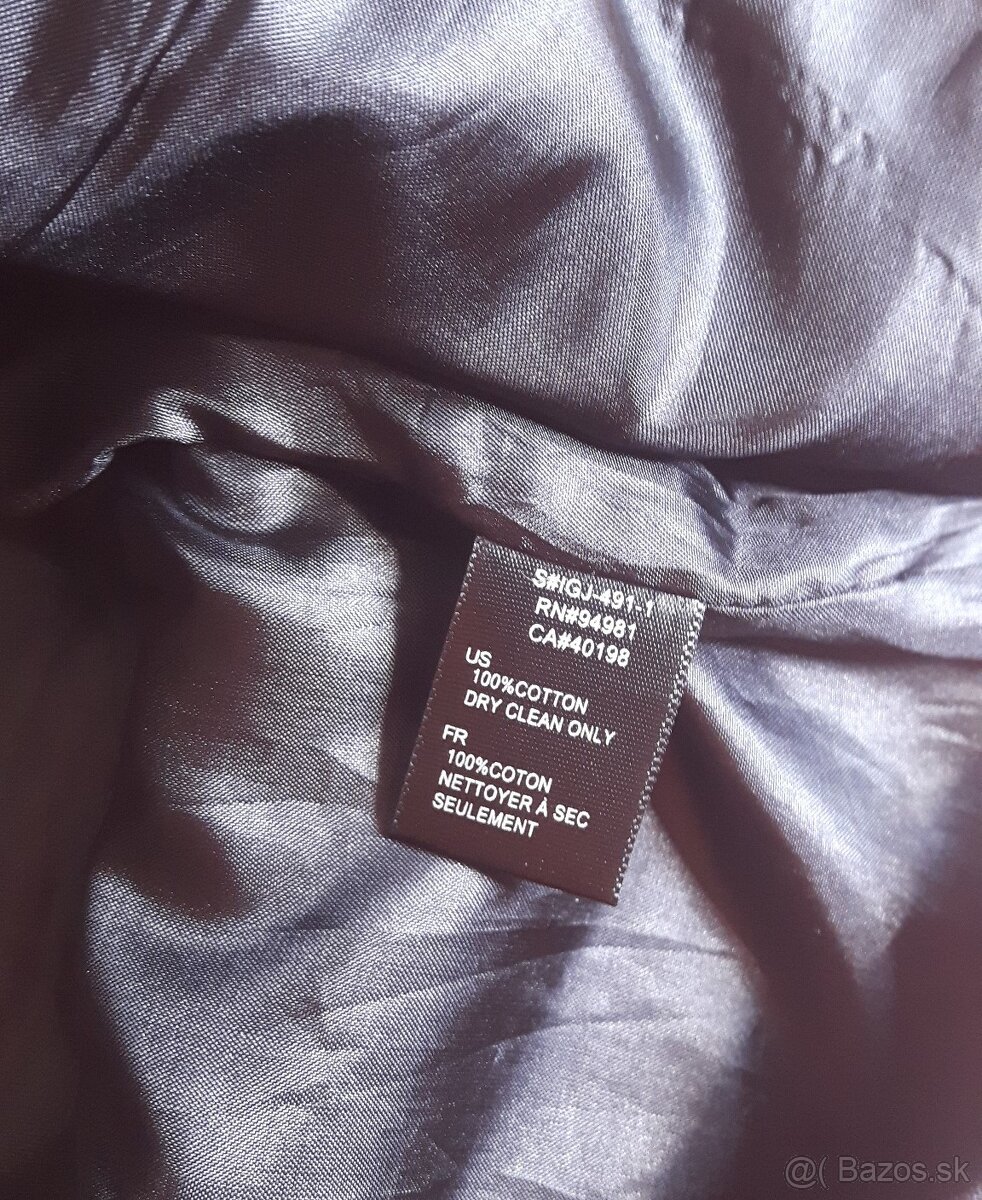 S#IGJ-491-1
RN#94981
CA#40198
US
100%COTTON
DRY CLEAN ONLY
FR
100%COTON
NETTOYER À SEC
SEULEMENT
@( Bazos.sk